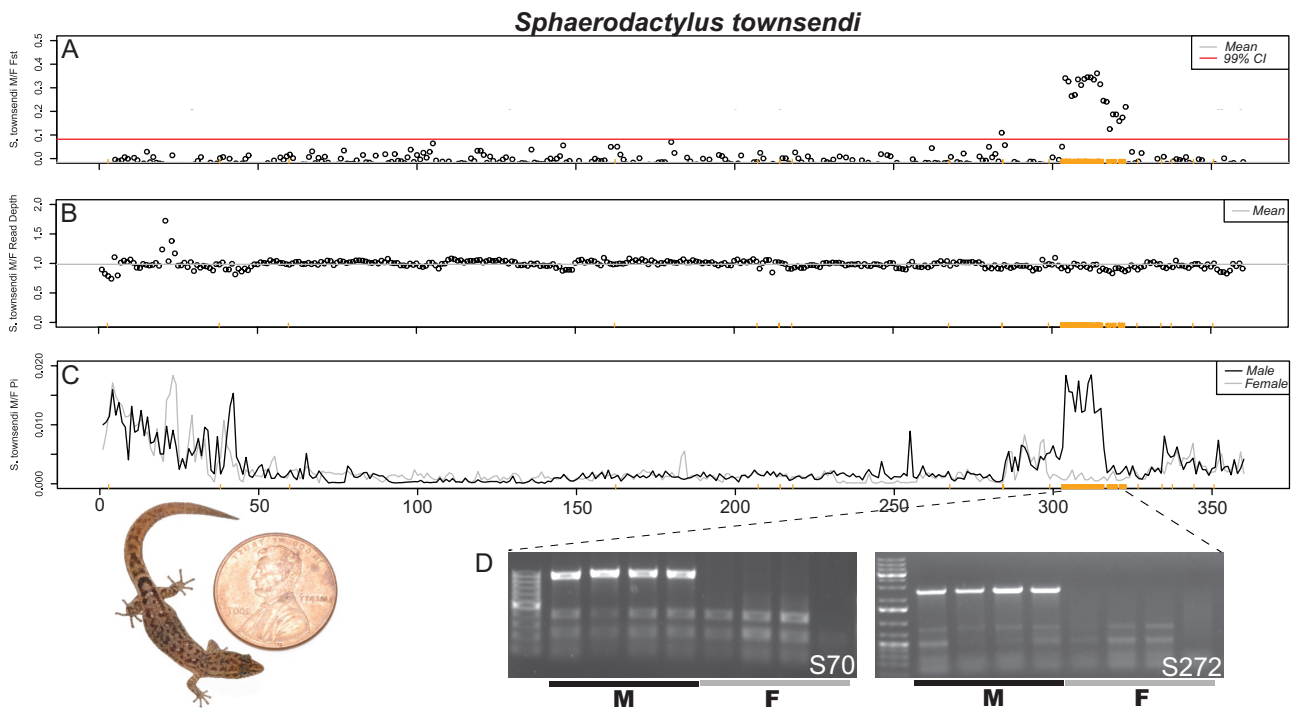 Sphaerodactylus townsendi
A
S. townsendi M/F Fst
0.0 0.1 0.2 0.3 0.4 0.5
Mean
99% CI
B
S. townsendi M/F Read Depth
0.0 0.5 1.0 1.5 2.0
Mean
C
S. townsendi M/F Pi
0.000 0.010 0.020
Male
Female
0 50 100 150 200 250 300 350
D
S70
S272
M F
M F